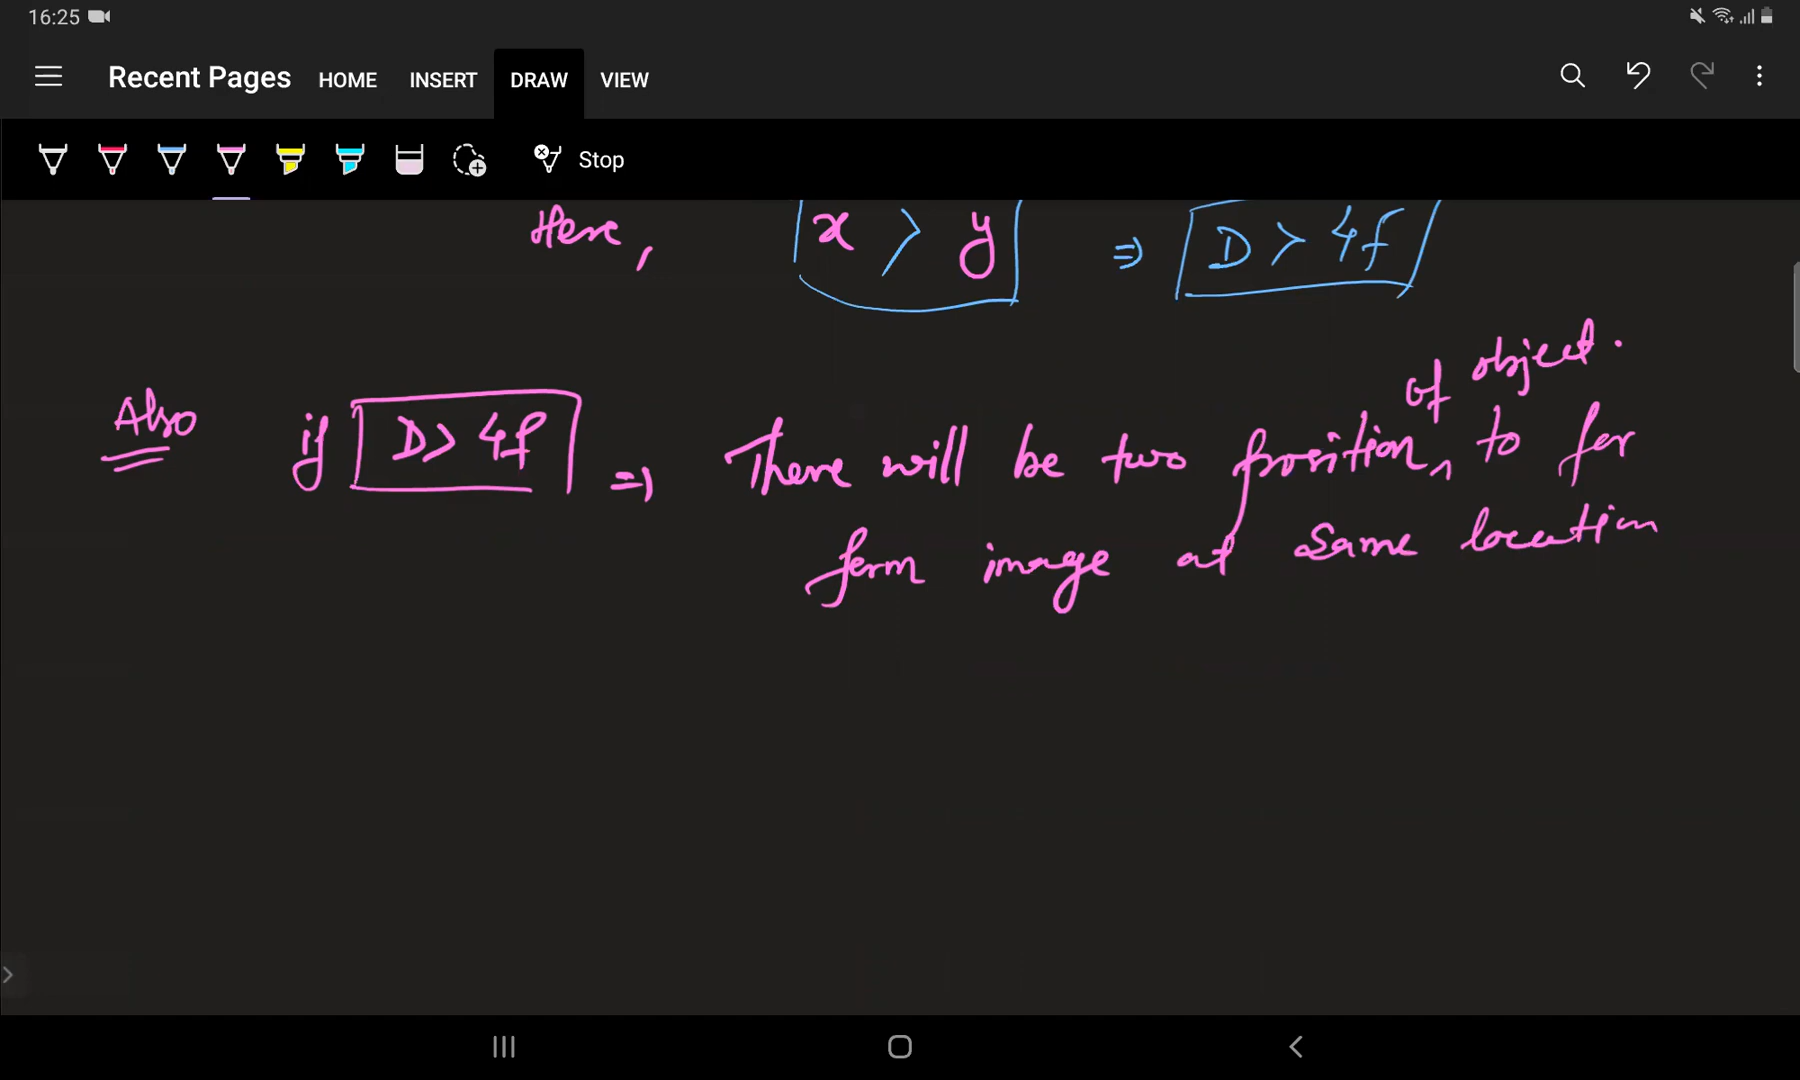 16:25
Recent Pages HOME INSERT DRAW VIEW
Stop
Here, x > y ⇒ D > 4f
of object.
Also if D > 4f ⇒ There will be two position, to for
form image at same location